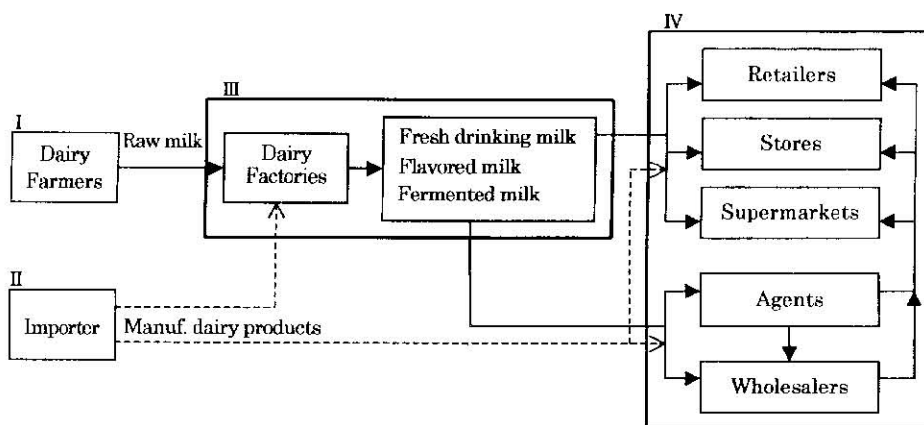 I
Dairy
Farmers
Raw milk
II
Importer
Manuf. dairy products
III
Dairy
Factories
Fresh drinking milk
Flavored milk
Fermented milk
IV
Retailers
Stores
Supermarkets
Agents
Wholesalers